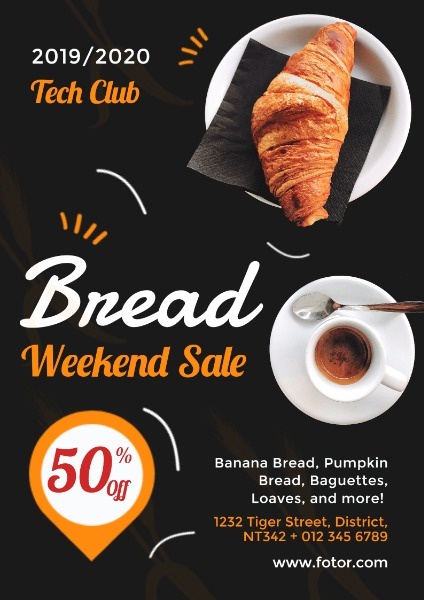 2019/2020
Tech Club
Bread
Weekend Sale
50%
Off
Banana Bread, Pumpkin
Bread, Baguettes,
Loaves, and more!
1232 Tiger Street, District,
NT342 + 012 345 6789
www.fotor.com